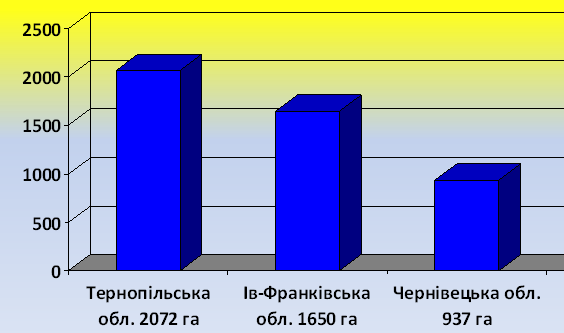 2500
2000
1500
1000
500
0
Тернопільська
обл. 2072 га
Ів-Франківська
обл. 1650 га
Чернівецька обл.
937 га